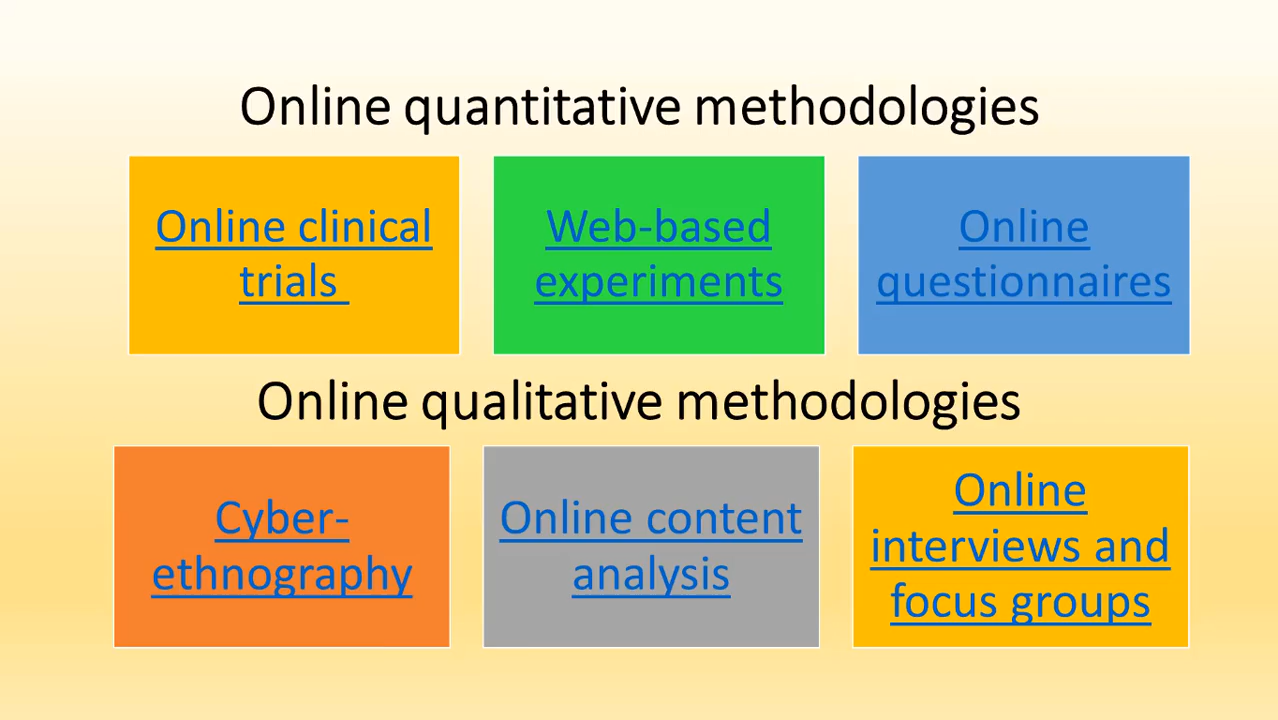 Online quantitative methodologies
Online clinical
trials
Web-based
experiments
Online
questionnaires
Online qualitative methodologies
Cyber-
ethnography
Online content
analysis
Online
interviews and
focus groups